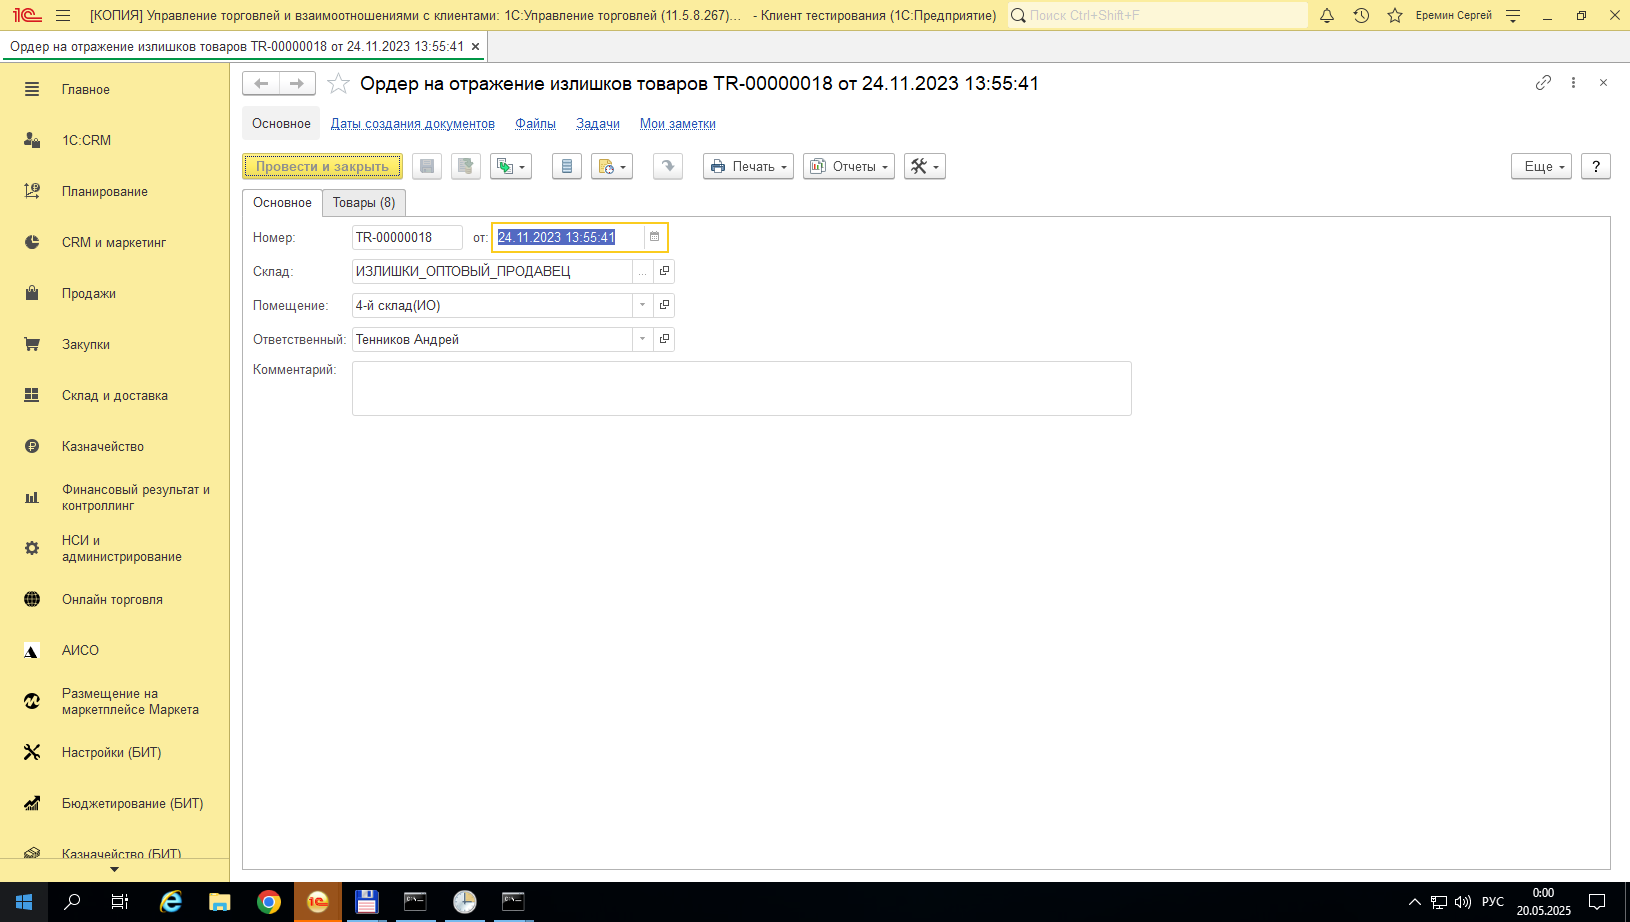 [КОПИЯ] Управление торговлей и взаимоотношениями с клиентами: 1С:Управление торговлей (11.5.8.267)... - Клиент тестирования (1С:Предприятие)
Поиск Ctrl+Shift+F
Еремин Сергей
Ордер на отражение излишков товаров TR-00000018 от 24.11.2023 13:55:41
Главное
1C:CRM
Планирование
CRM и маркетинг
Продажи
Закупки
Склад и доставка
Казначейство
Финансовый результат и
контроллинг
НСИ и
администрирование
Онлайн торговля
АИСО
Размещение на
маркетплейсе Маркета
Настройки (БИТ)
Бюджетирование (БИТ)
Казначейство (БИТ)
Ордер на отражение излишков товаров TR-00000018 от 24.11.2023 13:55:41
Основное Даты создания документов Файлы Задачи Мои заметки
Провести и закрыть Печать Отчеты Еще ?
Основное Товары (8)
Номер: TR-00000018 от: 24.11.2023 13:55:41
Склад: ИЗЛИШКИ_ОПТОВЫЙ_ПРОДАВЕЦ ...
Помещение: 4-й склад(ИО)
Ответственный: Тенников Андрей
Комментарий:
РУС
0:00
20.05.2025